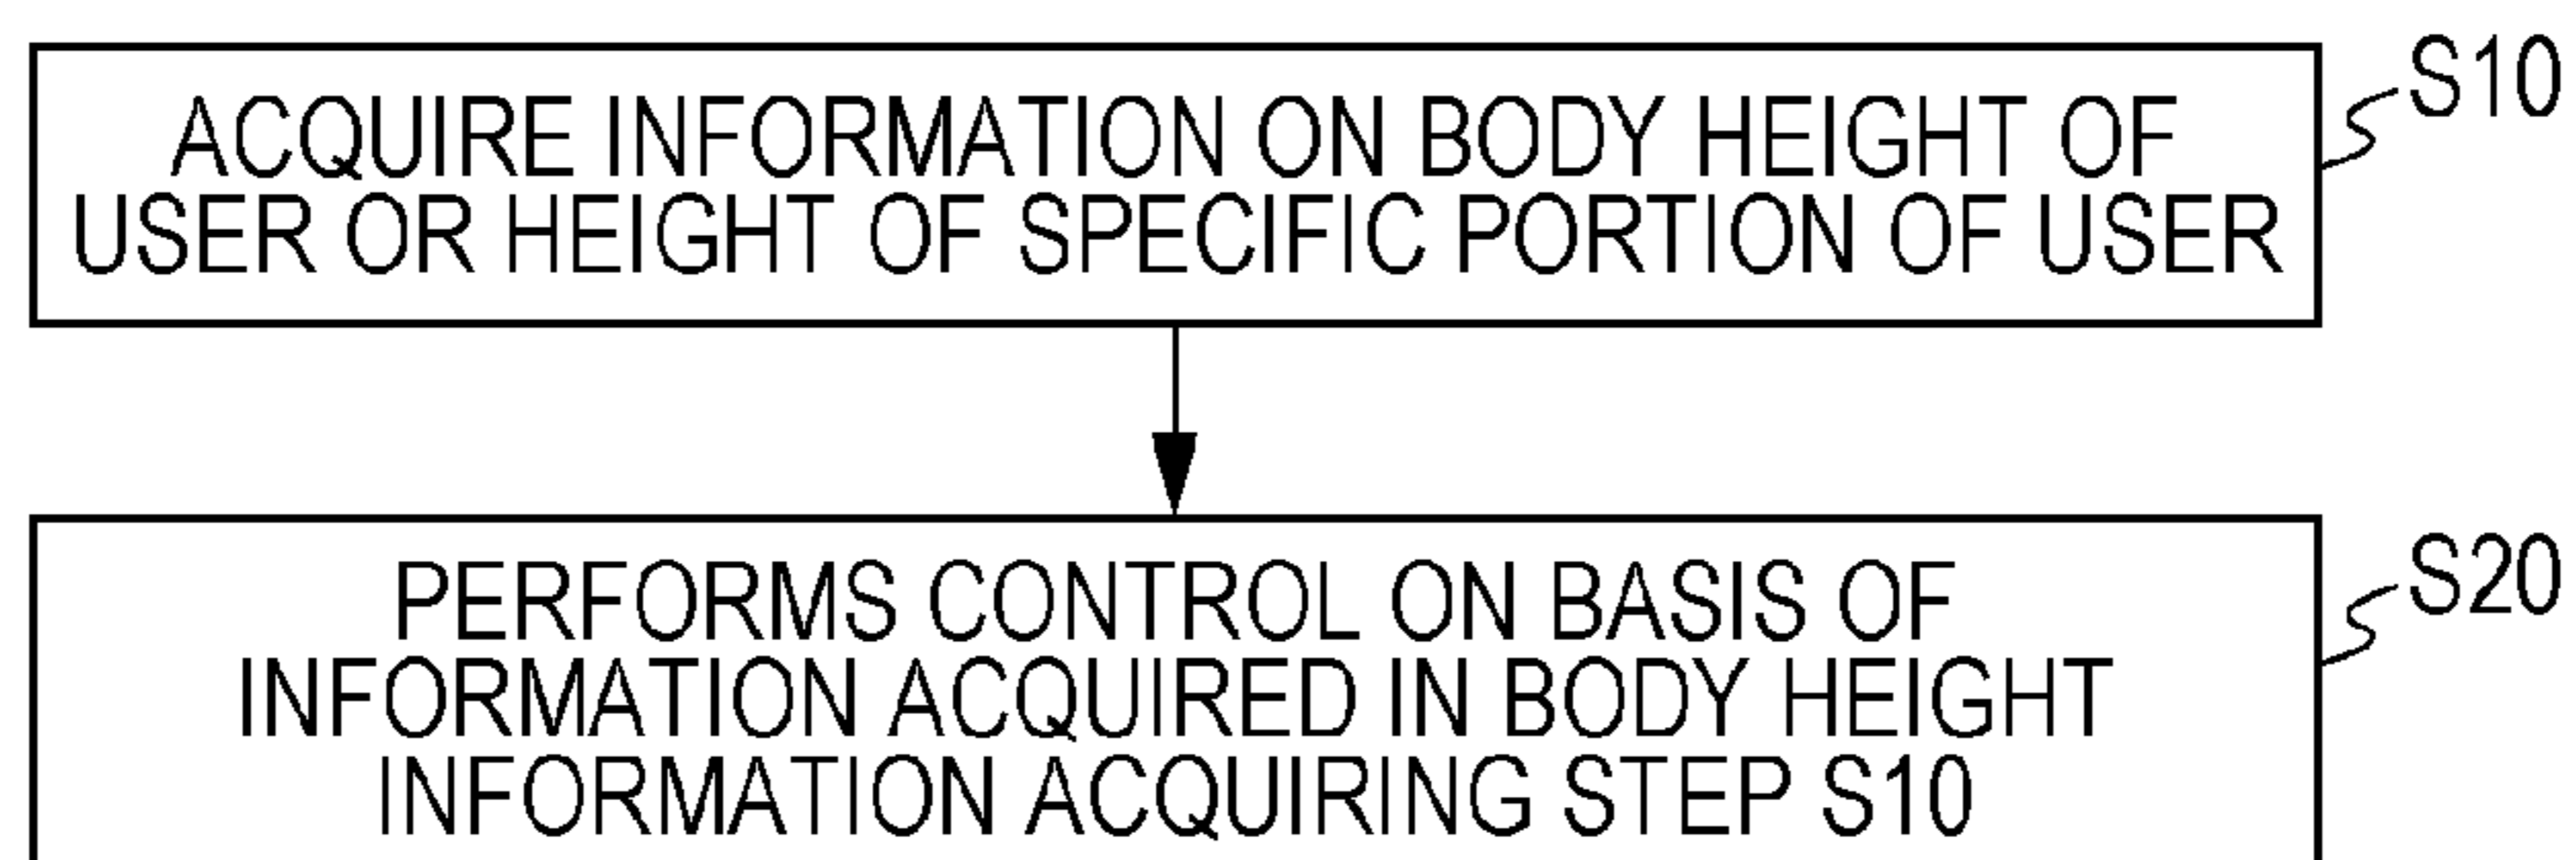 S10
ACQUIRE INFORMATION ON BODY HEIGHT OF
USER OR HEIGHT OF SPECIFIC PORTION OF USER
S20
PERFORMS CONTROL ON BASIS OF
INFORMATION ACQUIRED IN BODY HEIGHT
INFORMATION ACQUIRING STEP S10